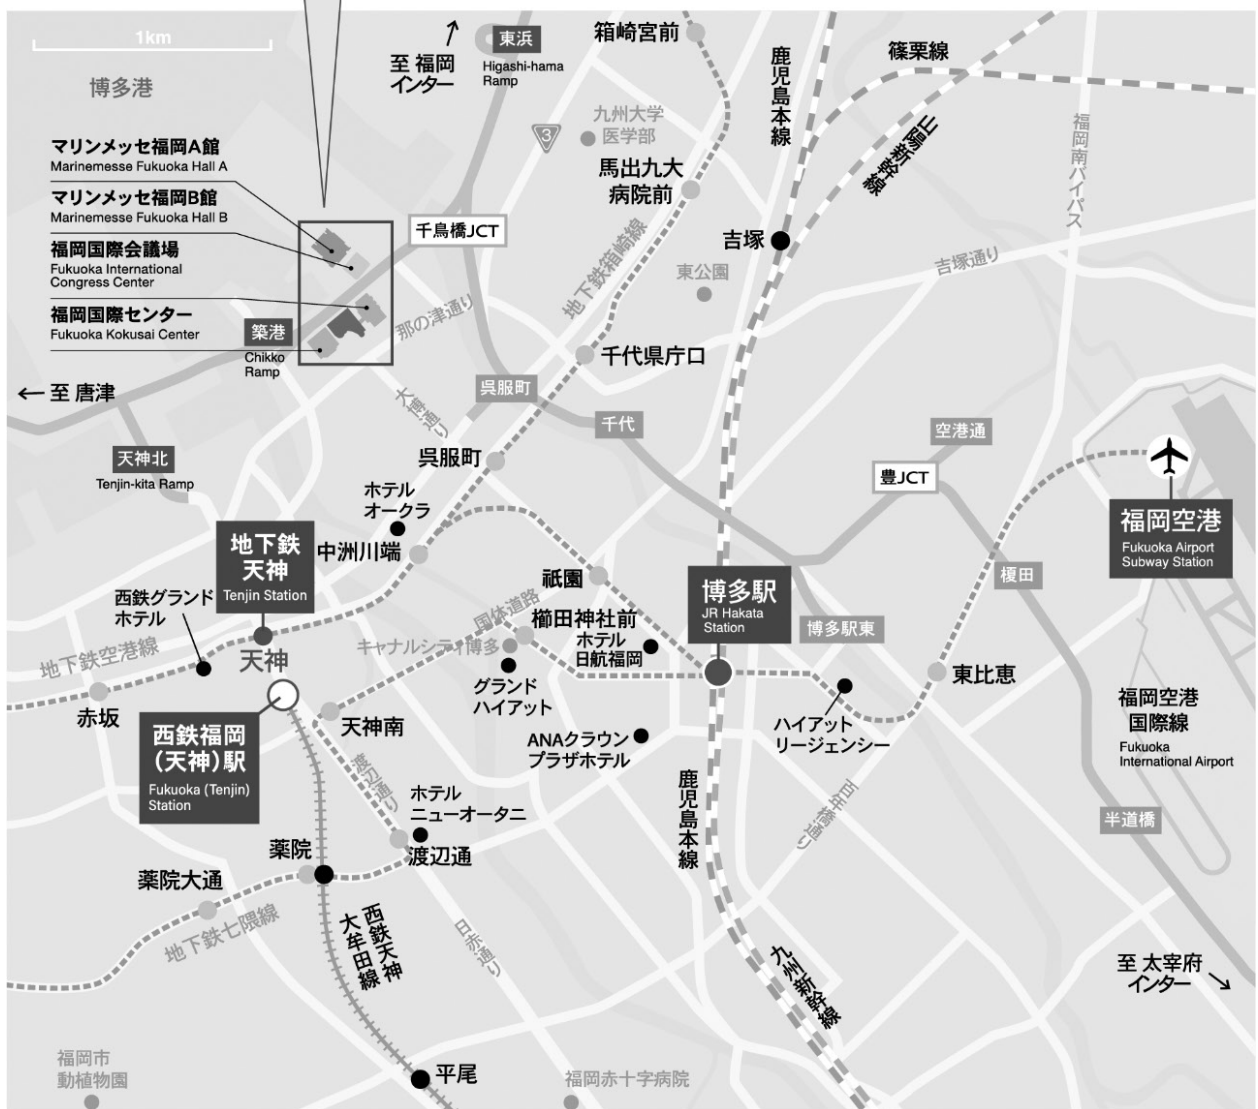 1km
博多港
至 福岡
インター
東浜
Higashi-hama
Ramp
箱崎宮前
鹿児島本線
篠栗線
山陽新幹線
福岡南バイパス
九州大学
医学部
3
馬出九大
病院前
マリンメッセ福岡A館
Marinemesse Fukuoka Hall A
マリンメッセ福岡B館
Marinemesse Fukuoka Hall B
福岡国際会議場
Fukuoka International
Congress Center
福岡国際センター
Fukuoka Kokusai Center
千鳥橋JCT
地下鉄箱崎線
吉塚
東公園
吉塚通り
築港
Chikko
Ramp
那の津通り
千代県庁口
至 唐津
大博通り
呉服町
千代
空港通
天神北
Tenjin-kita Ramp
呉服町
豊JCT
ホテル
オークラ
中洲川端
福岡空港
Fukuoka Airport
Subway Station
地下鉄
天神
Tenjin Station
祇園
博多駅
JR Hakata
Station
榎田
西鉄グランド
ホテル
国体道路
櫛田神社前
博多駅東
キャナルシティ博多
ホテル
日航福岡
地下鉄空港線
天神
グランド
ハイアット
東比恵
赤坂
天神南
ハイアット
リージェンシー
福岡空港
国際線
Fukuoka
International Airport
西鉄福岡
(天神)駅
Fukuoka (Tenjin)
Station
ANAクラウン
プラザホテル
渡辺通り
ホテル
ニューオータニ
鹿児島本線
百年橋通り
半道橋
薬院
渡辺通
薬院大通
地下鉄七隈線
西鉄天神
大牟田線
日赤通り
九州新幹線
至 太宰府
インター
福岡市
動植物園
平尾
福岡赤十字病院